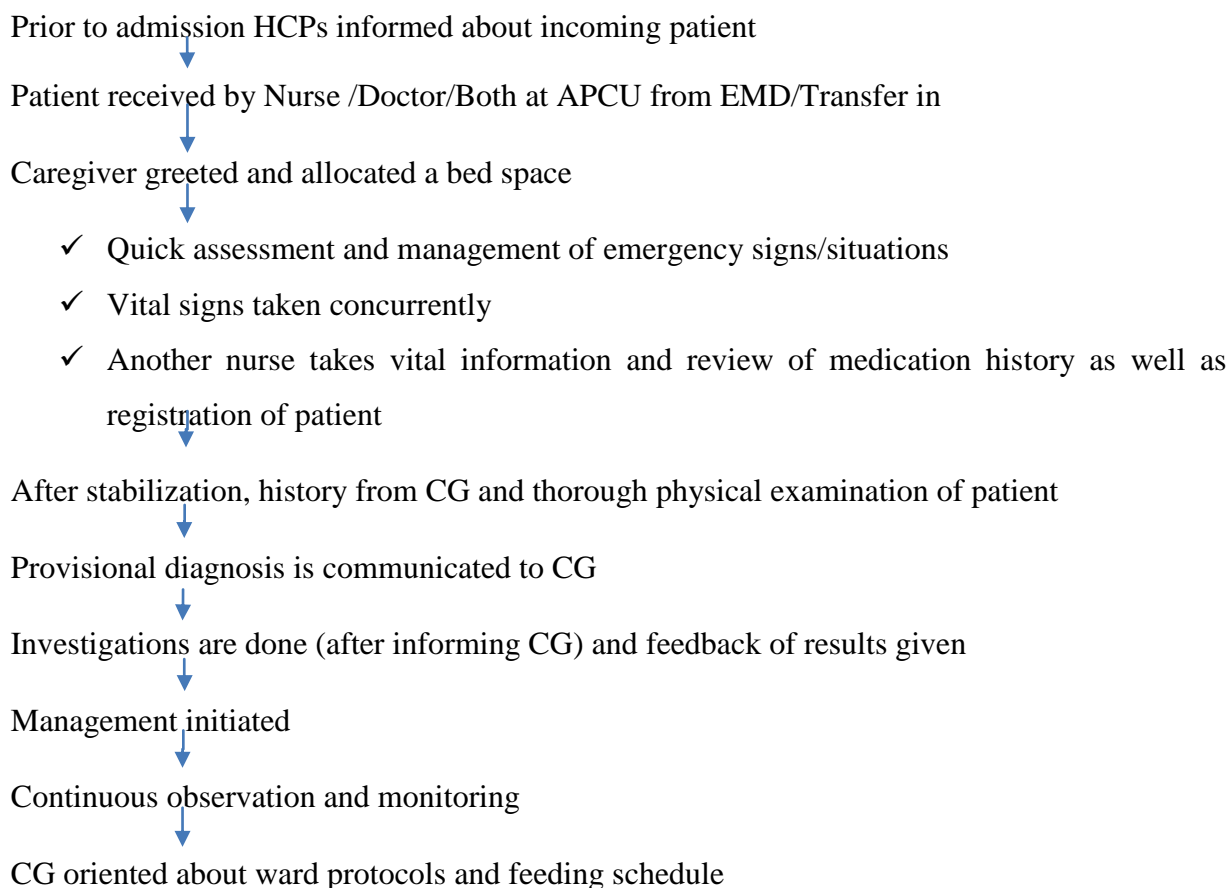 Prior to admission HCPs informed about incoming patient
Patient received by Nurse /Doctor/Both at APCU from EMD/Transfer in
Caregiver greeted and allocated a bed space
✓ Quick assessment and management of emergency signs/situations
✓ Vital signs taken concurrently
✓ Another nurse takes vital information and review of medication history as well as
registration of patient
After stabilization, history from CG and thorough physical examination of patient
Provisional diagnosis is communicated to CG
Investigations are done (after informing CG) and feedback of results given
Management initiated
Continuous observation and monitoring
CG oriented about ward protocols and feeding schedule